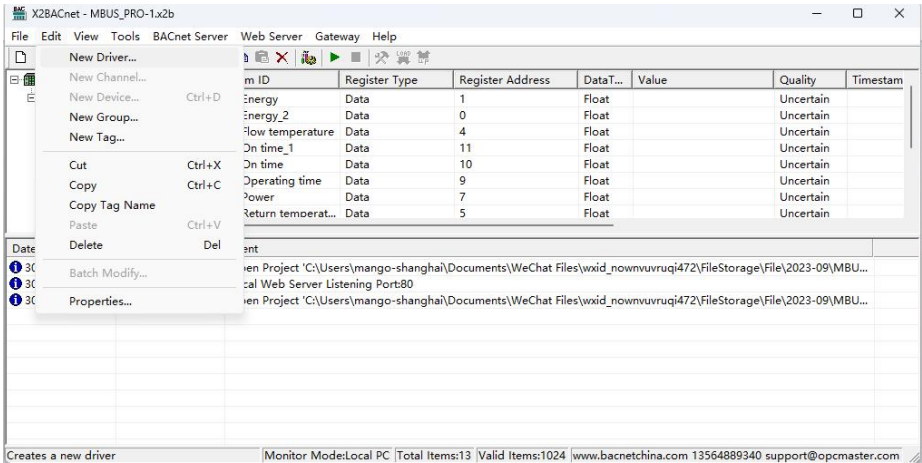 BAC X2BACnet - MBUS_PRO-1.x2b
File Edit View Tools BACnet Server Web Server Gateway Help
New Driver...
New Channel...
New Device... Ctrl+D
New Group...
New Tag...
Cut Ctrl+X
Copy Ctrl+C
Copy Tag Name
Paste Ctrl+V
Delete Del
Batch Modify...
Properties...
m ID Register Type Register Address DataT... Value Quality Timestam
Energy Data 1 Float Uncertain
Energy_2 Data 0 Float Uncertain
Flow temperature Data 4 Float Uncertain
On time_1 Data 11 Float Uncertain
On time Data 10 Float Uncertain
Operating time Data 9 Float Uncertain
Power Data 7 Float Uncertain
Return temperat... Data 5 Float Uncertain
Date ent
30 pen Project 'C:\Users\mango-shanghai\Documents\WeChat Files\wxid_nownvuvruqi472\FileStorage\File\2023-09\MBU...
30 cal Web Server Listening Port:80
30 pen Project 'C:\Users\mango-shanghai\Documents\WeChat Files\wxid_nownvuvruqi472\FileStorage\File\2023-09\MBU...
Creates a new driver Monitor Mode:Local PC Total Items:13 Valid Items:1024 www.bacnetchina.com 13564889340 support@opcmaster.com